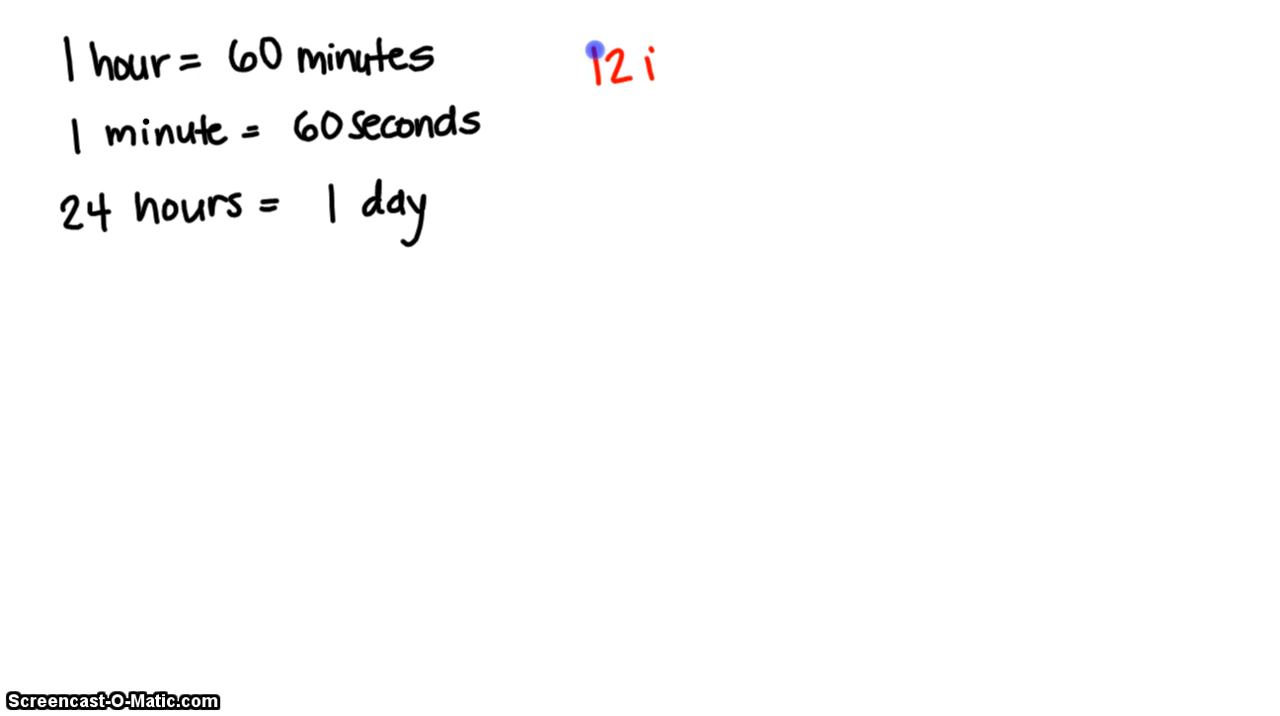 1 hour = 60 minutes
12 i
1 minute = 60 seconds
24 hours = 1 day
Screencast-O-Matic.com